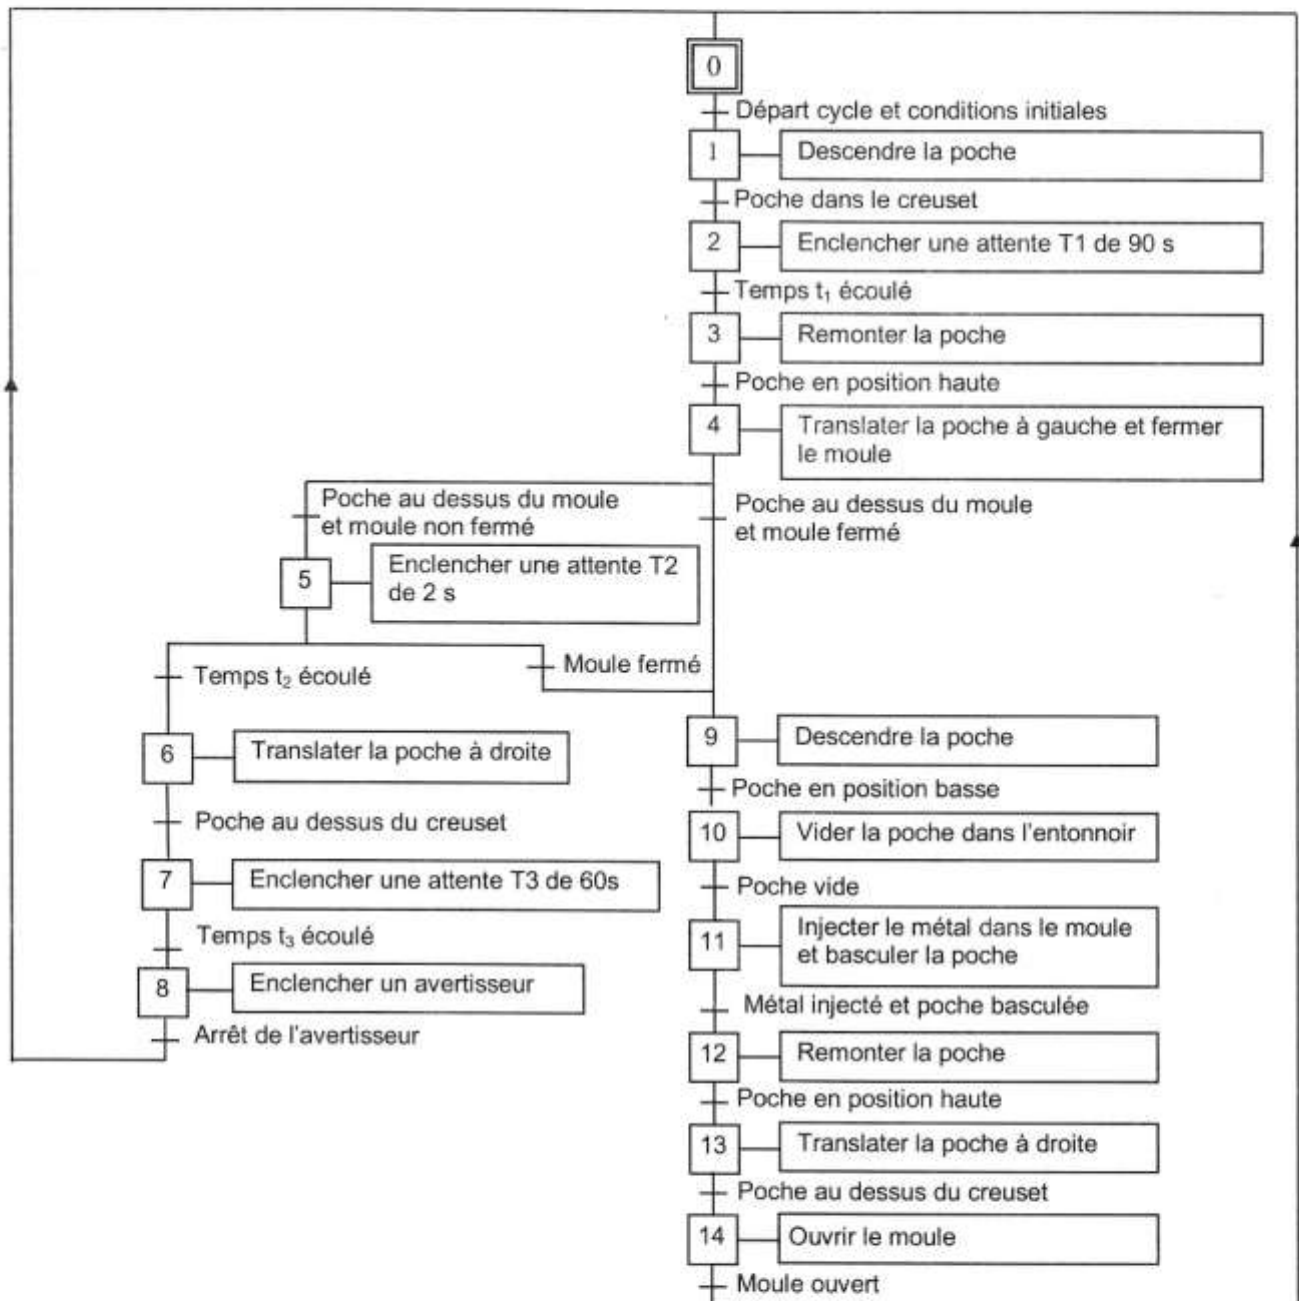 0
Départ cycle et conditions initiales
1
Descendre la poche
Poche dans le creuset
2
Enclencher une attente T1 de 90 s
Temps t₁ écoulé
3
Remonter la poche
Poche en position haute
4
Translater la poche à gauche et fermer
le moule
Poche au dessus du moule
et moule non fermé
Poche au dessus du moule
et moule fermé
5
Enclencher une attente T2
de 2 s
Temps t₂ écoulé
Moule fermé
6
Translater la poche à droite
Poche au dessus du creuset
7
Enclencher une attente T3 de 60s
Temps t₃ écoulé
8
Enclencher un avertisseur
Arrêt de l'avertisseur
9
Descendre la poche
Poche en position basse
10
Vider la poche dans l'entonnoir
Poche vide
11
Injecter le métal dans le moule
et basculer la poche
Métal injecté et poche basculée
12
Remonter la poche
Poche en position haute
13
Translater la poche à droite
Poche au dessus du creuset
14
Ouvrir le moule
Moule ouvert